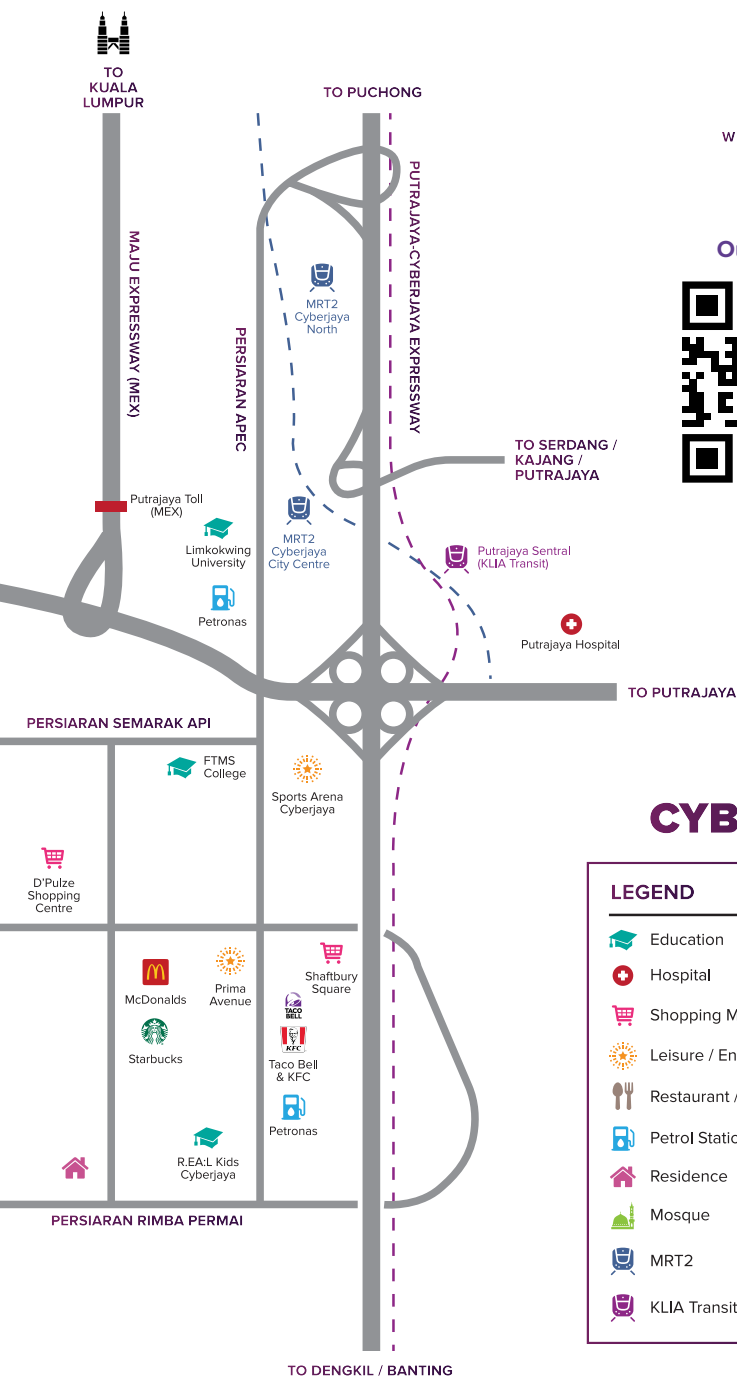 TO
KUALA
LUMPUR
TO PUCHONG
W
MAJU EXPRESSWAY (MEX)
PERSIARAN APEC
PUTRAJAYA-CYBERJAYA EXPRESSWAY
MRT2
Cyberjaya
North
TO SERDANG /
KAJANG /
PUTRAJAYA
Putrajaya Toll
(MEX)
Limkokwing
University
MRT2
Cyberjaya
City Centre
Putrajaya Sentral
(KLIA Transit)
Petronas
Putrajaya Hospital
TO PUTRAJAYA
PERSIARAN SEMARAK API
FTMS
College
Sports Arena
Cyberjaya
CYB
D'Pulze
Shopping
Centre
McDonalds
Prima
Avenue
Shaftbury
Square
TACO
BELL
Starbucks
KFC
Taco Bell
& KFC
Petronas
R.EA:L Kids
Cyberjaya
PERSIARAN RIMBA PERMAI
TO DENGKIL / BANTING
LEGEND
Education
Hospital
Shopping M
Leisure / En
Restaurant /
Petrol Static
Residence
Mosque
MRT2
KLIA Transit